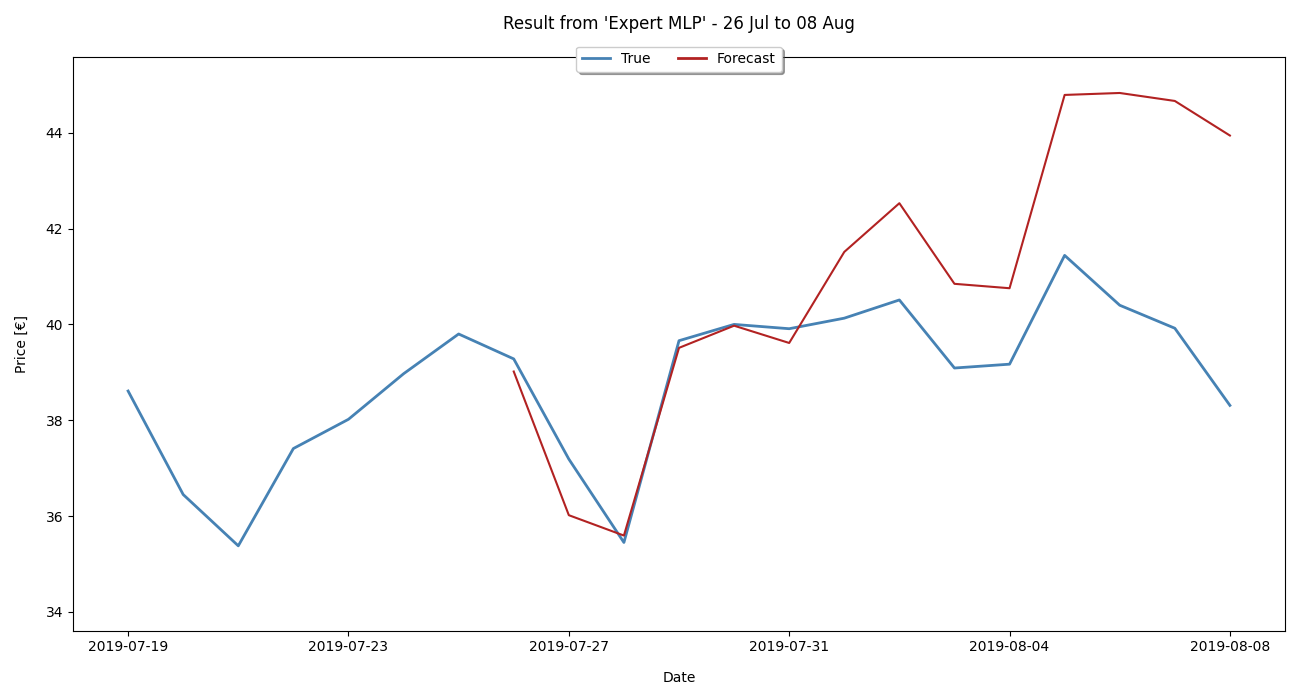 Result from 'Expert MLP' - 26 Jul to 08 Aug
True Forecast
Price [€]
44
42
40
38
36
34
2019-07-19 2019-07-23 2019-07-27 2019-07-31 2019-08-04 2019-08-08
Date